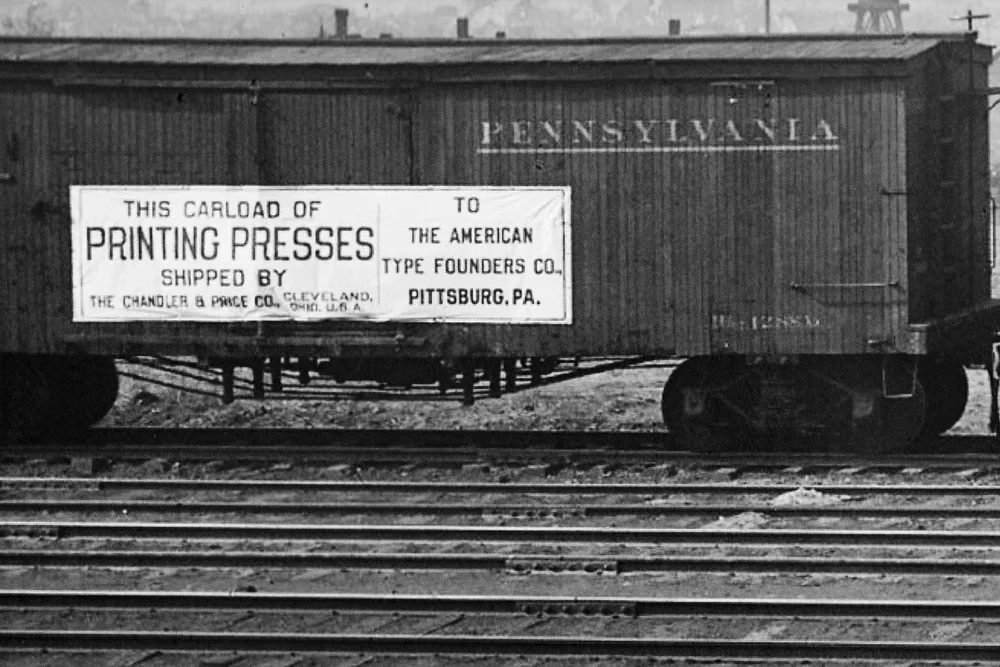 PENNSYLVANIA
THIS CARLOAD OF
PRINTING PRESSES
SHIPPED BY
THE CHANDLER & PRICE CO., CLEVELAND,
OHIO. U.S.A.
TO
THE AMERICAN
TYPE FOUNDERS CO.,
PITTSBURG, PA.